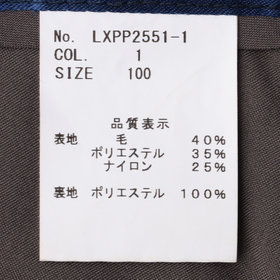 No. LXPP2551-1
COL. 1
SIZE 100
品質表示
表地 毛 40%
ポリエステル 35%
ナイロン 25%
裏地 ポリエステル 100%